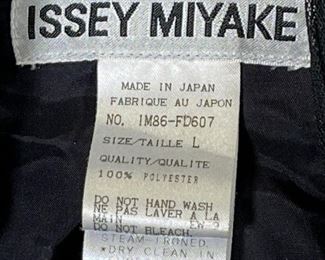 ISSEY MIYAKE
MADE IN JAPAN
FABRIQUE AU JAPON
NO. IM86-FD607
SIZE/TAILLE L
QUALITY/QUALITE
100% POLYESTER
DO NOT HAND WASH
NE PAS LAVER A LA
MAIN
DO NOT BLEACH.
STEAM-IRONED.
*DRY CLEAN IN